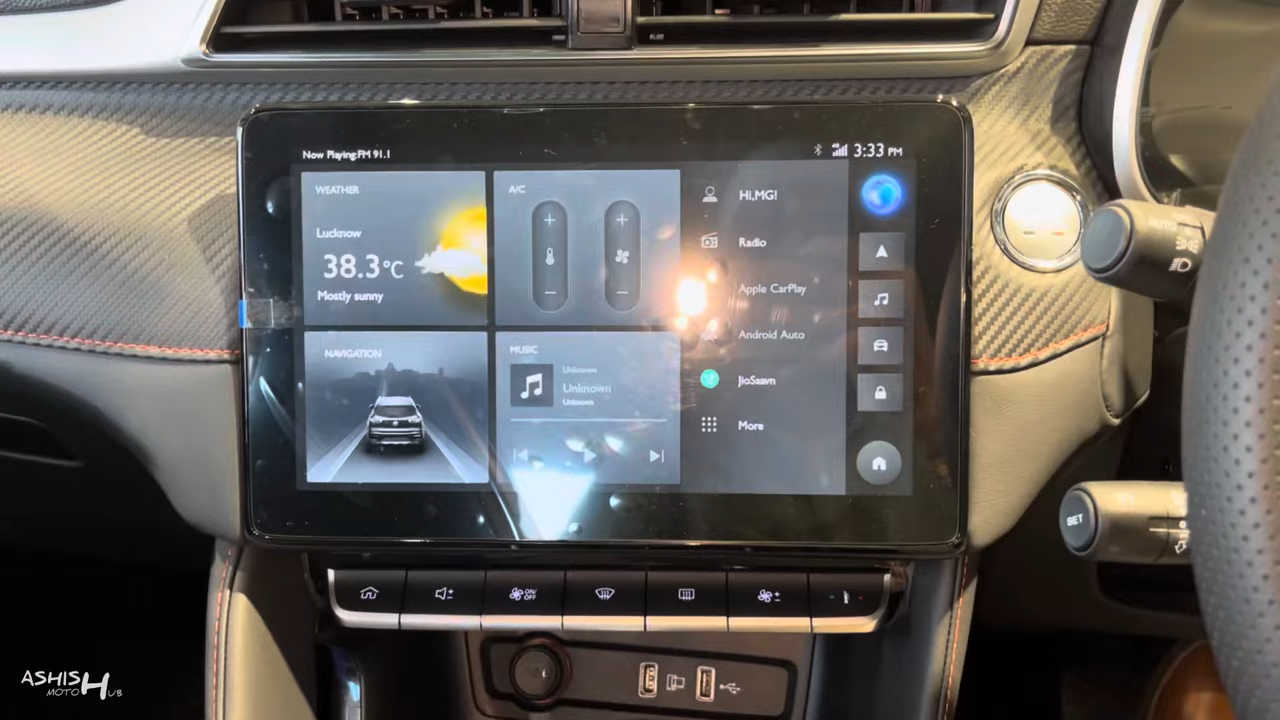 Now Playing:FM 91.1
3:33 PM
WEATHER
Lucknow
38.3°C
Mostly sunny
A/C
Hi,MG!
Radio
Apple CarPlay
Android Auto
JioSaavn
More
NAVIGATION
MUSIC
Unknown
Unknown
Unknown
AUTO
SET
ON/
OFF
ASHISH
MOTO HUB